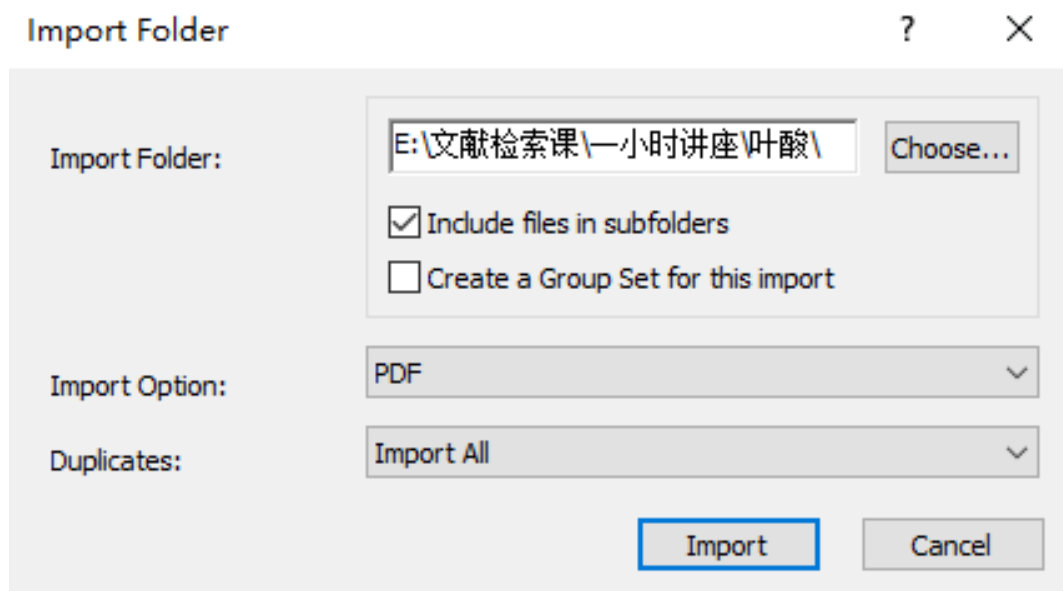 Import Folder
Import Folder:
E:\文献检索课\一小时讲座\叶酸\
Choose...
Include files in subfolders
Create a Group Set for this import
Import Option:
PDF
Duplicates:
Import All
Import
Cancel